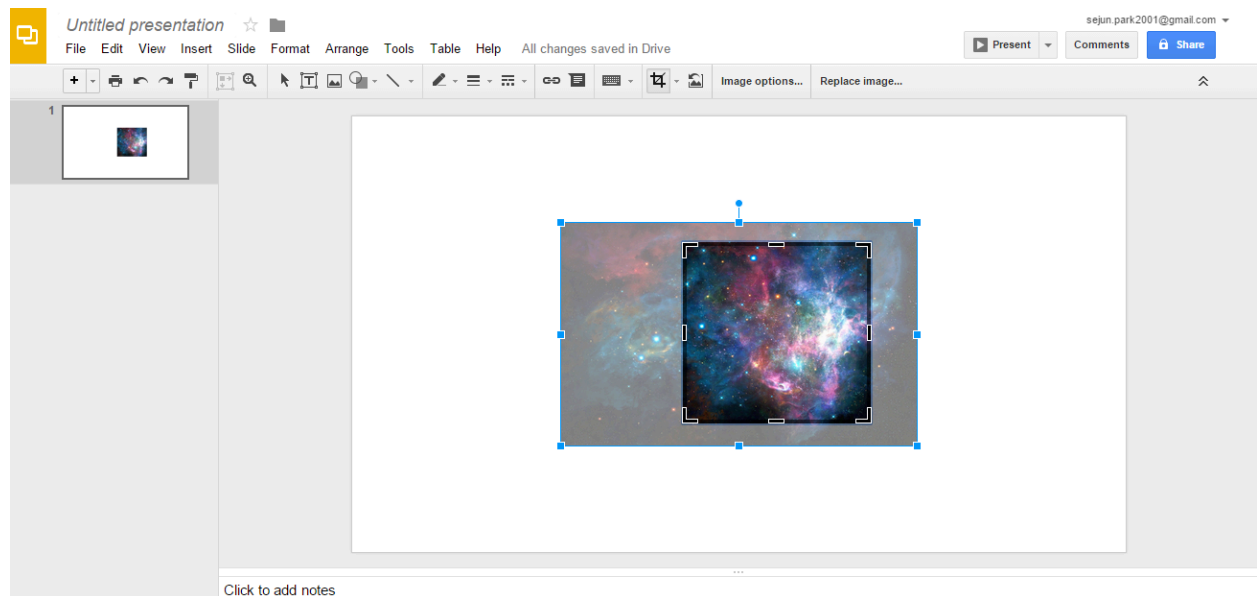 Untitled presentation
sejun.park2001@gmail.com
File Edit View Insert Slide Format Arrange Tools Table Help All changes saved in Drive
Present Comments Share
Image options... Replace image...
1
Click to add notes